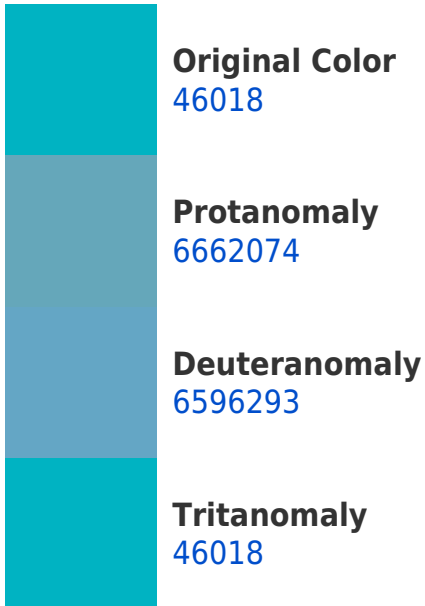 Original Color
46018
Protanomaly
6662074
Deuteranomaly
6596293
Tritanomaly
46018